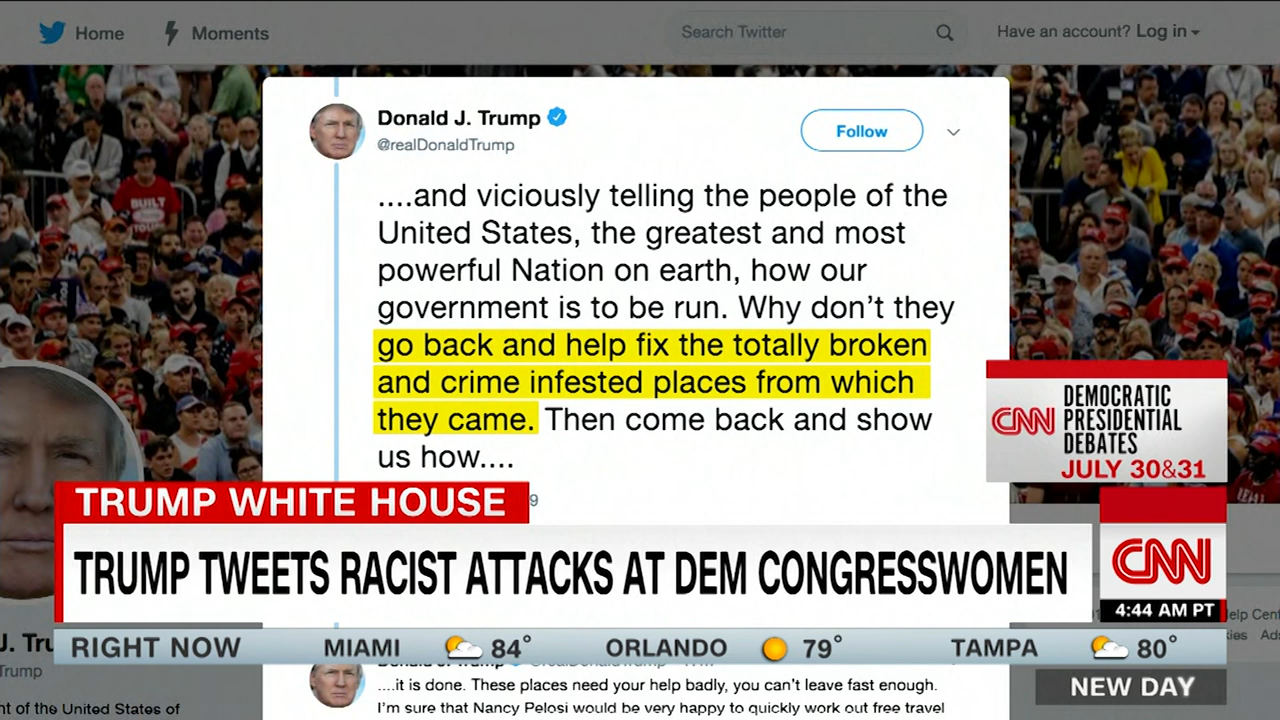 Home
Moments
Search Twitter
Have an account? Log in
Donald J. Trump
@realDonaldTrump
Follow
....and viciously telling the people of the
United States, the greatest and most
powerful Nation on earth, how our
government is to be run. Why don't they
go back and help fix the totally broken
and crime infested places from which
they came. Then come back and show
us how....
9
BUILT
CNN
DEMOCRATIC
PRESIDENTIAL
DEBATES
JULY 30&31
TRUMP WHITE HOUSE
TRUMP TWEETS RACIST ATTACKS AT DEM CONGRESSWOMEN
CNN
4:44 AM PT
RIGHT NOW
MIAMI 84°
ORLANDO 79°
TAMPA 80°
NEW DAY
J. Tru
Trump
nt of the United States of
....it is done. These places need your help badly, you can't leave fast enough.
I'm sure that Nancy Pelosi would be very happy to quickly work out free travel